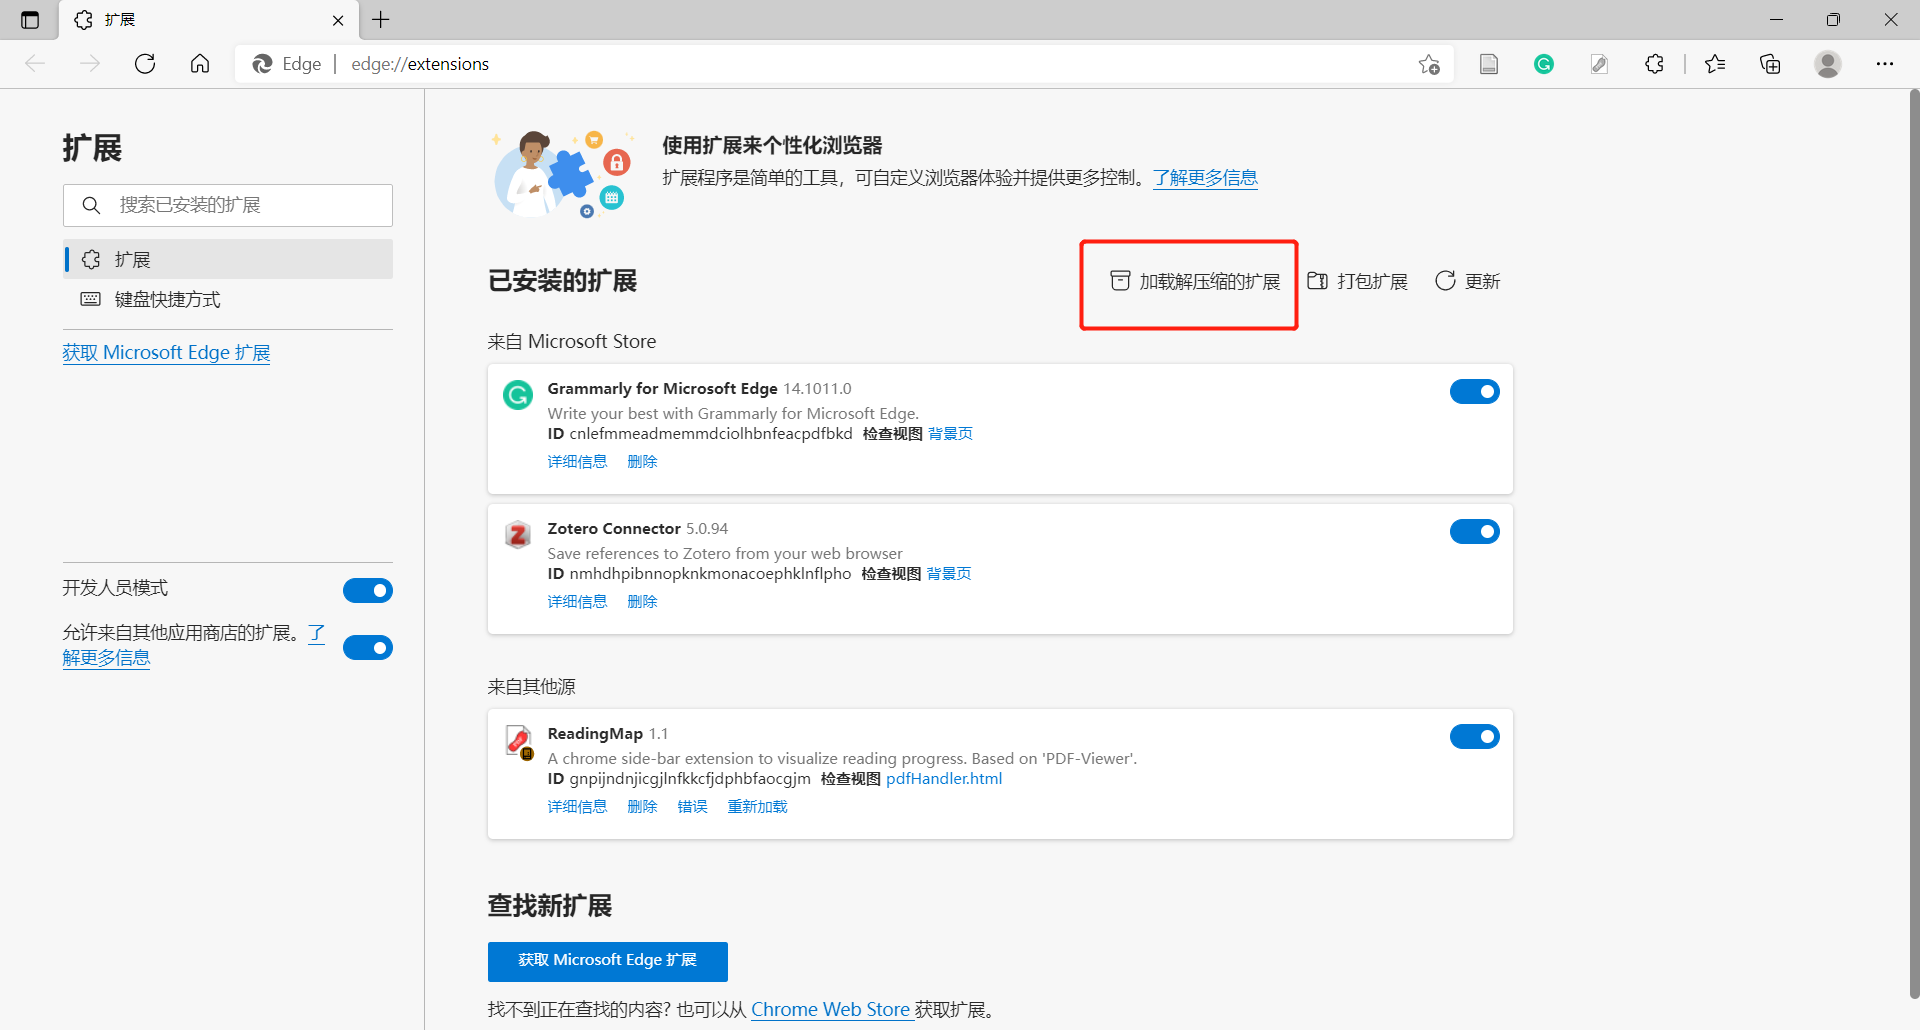 扩展
Edge
edge://extensions
扩展
搜索已安装的扩展
扩展
键盘快捷方式
获取 Microsoft Edge 扩展
开发人员模式
允许来自其他应用商店的扩展。了
解更多信息
使用扩展来个性化浏览器
扩展程序是简单的工具，可自定义浏览器体验并提供更多控制。了解更多信息
已安装的扩展
加载解压缩的扩展
打包扩展
更新
来自 Microsoft Store
Grammarly for Microsoft Edge 14.1011.0
Write your best with Grammarly for Microsoft Edge.
ID cnlefmmeadmemmdciolhbnfeacpdfbkd 检查视图 背景页
详细信息 删除
Zotero Connector 5.0.94
Save references to Zotero from your web browser
ID nmhdhpibnnopknkmonacoephklnflpho 检查视图 背景页
详细信息 删除
来自其他源
ReadingMap 1.1
A chrome side-bar extension to visualize reading progress. Based on 'PDF-Viewer'.
ID gnpijndnjicgjlnfkkcfjdphbfaocgjm 检查视图 pdfHandler.html
详细信息 删除 错误 重新加载
查找新扩展
获取 Microsoft Edge 扩展
找不到正在查找的内容? 也可以从 Chrome Web Store 获取扩展。